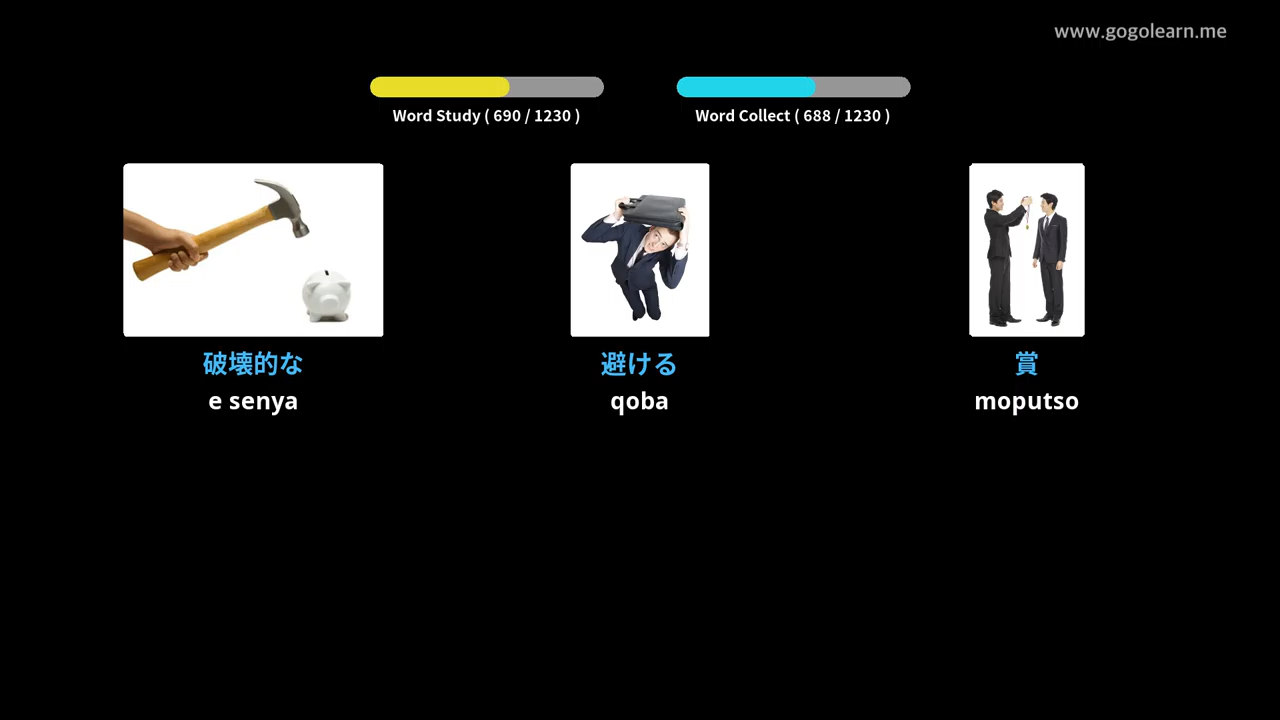 www.gogolearn.me
Word Study ( 690 / 1230 )
Word Collect ( 688 / 1230 )
破壊的な
e senya
避ける
qoba
賞
moputso